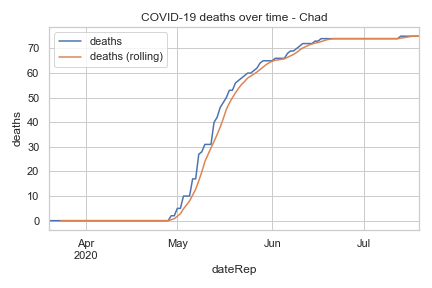 COVID-19 deaths over time - Chad
deaths
deaths (rolling)
70
60
50
40
30
20
10
0
deaths
Apr
2020
May
Jun
Jul
dateRep